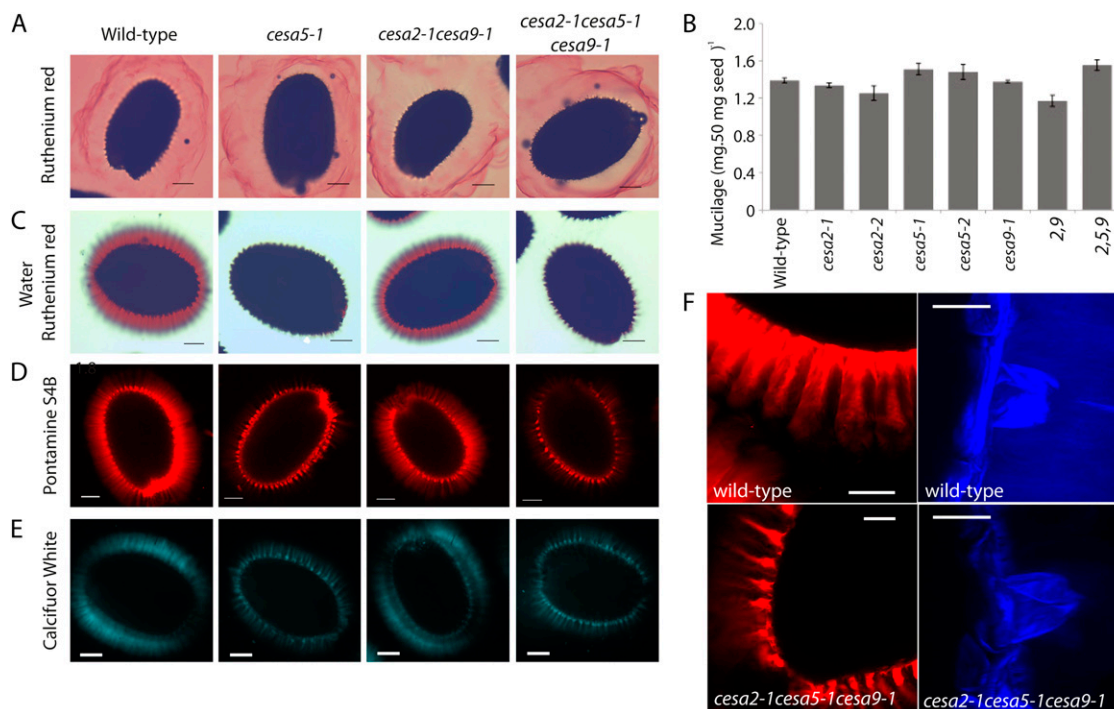 A
Wild-type
cesa5-1
cesa2-1cesa9-1
cesa2-1cesa5-1
cesa9-1
Ruthenium red
B
Mucilage (mg.50 mg seed )-1
1.6
1.2
0.8
0.4
0
Wild-type
cesa2-1
cesa2-2
cesa5-1
cesa5-2
cesa9-1
2,9
2,5,9
C
Water
Ruthenium red
D
1.8
Pontamine S4B
E
Calcifuor White
F
wild-type
wild-type
cesa2-1cesa5-1cesa9-1
cesa2-1cesa5-1cesa9-1